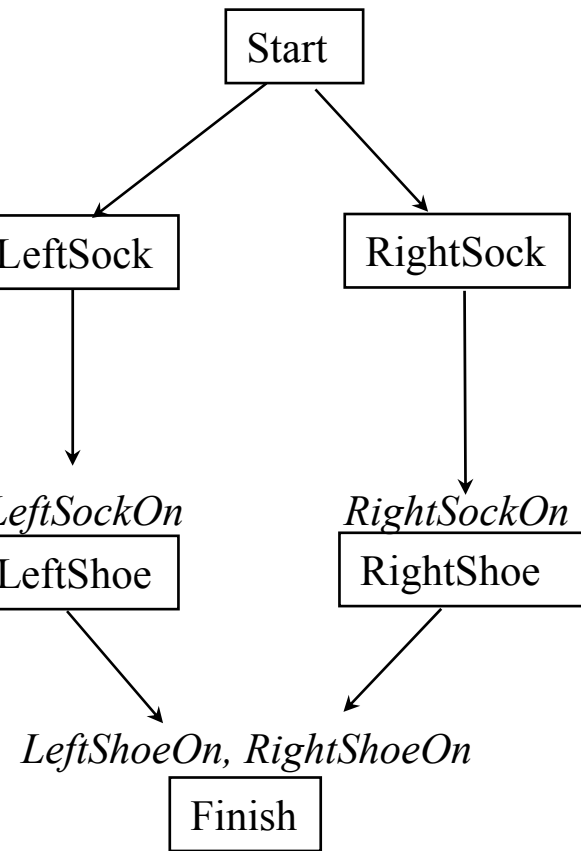 Start
LeftSock RightSock
LeftSockOn RightSockOn
LeftShoe RightShoe
LeftShoeOn, RightShoeOn
Finish